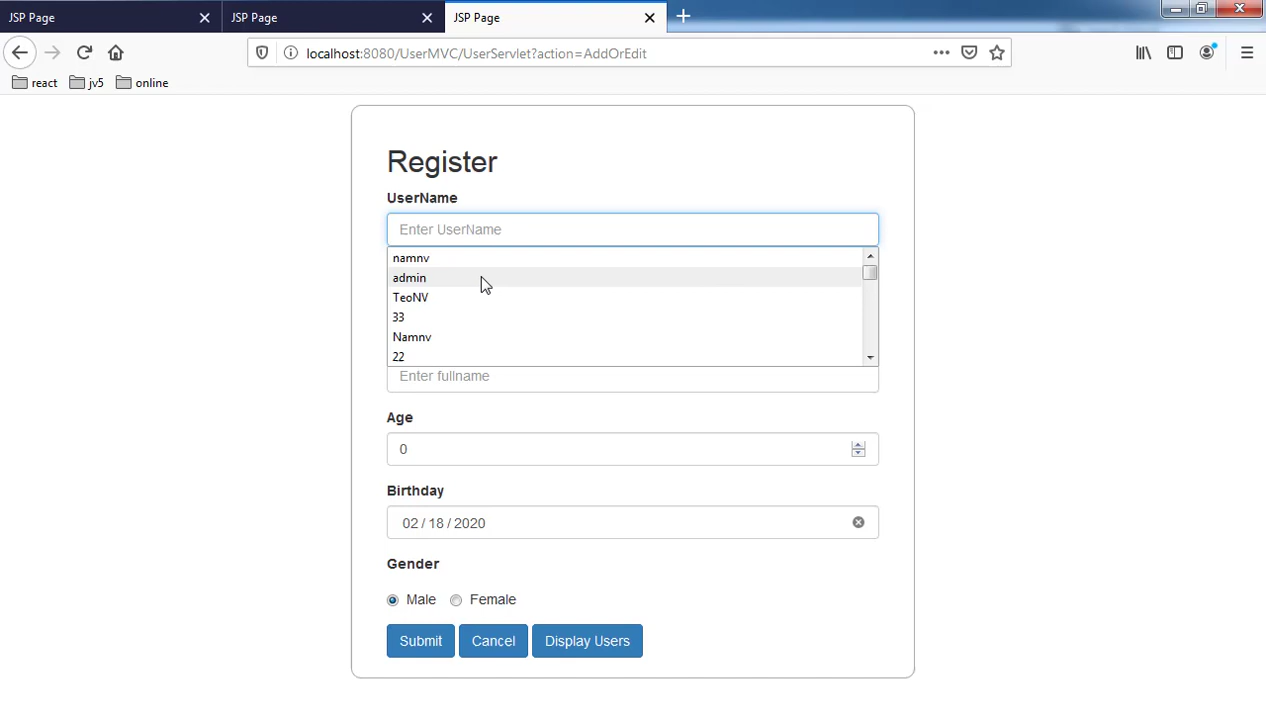 JSP Page
JSP Page
JSP Page
localhost:8080/UserMVC/UserServlet?action=AddOrEdit
react
jv5
online
Register
UserName
Enter UserName
namnv
admin
TeoNV
33
Namnv
22
Enter fullname
Age
0
Birthday
02 / 18 / 2020
Gender
Male
Female
Submit
Cancel
Display Users